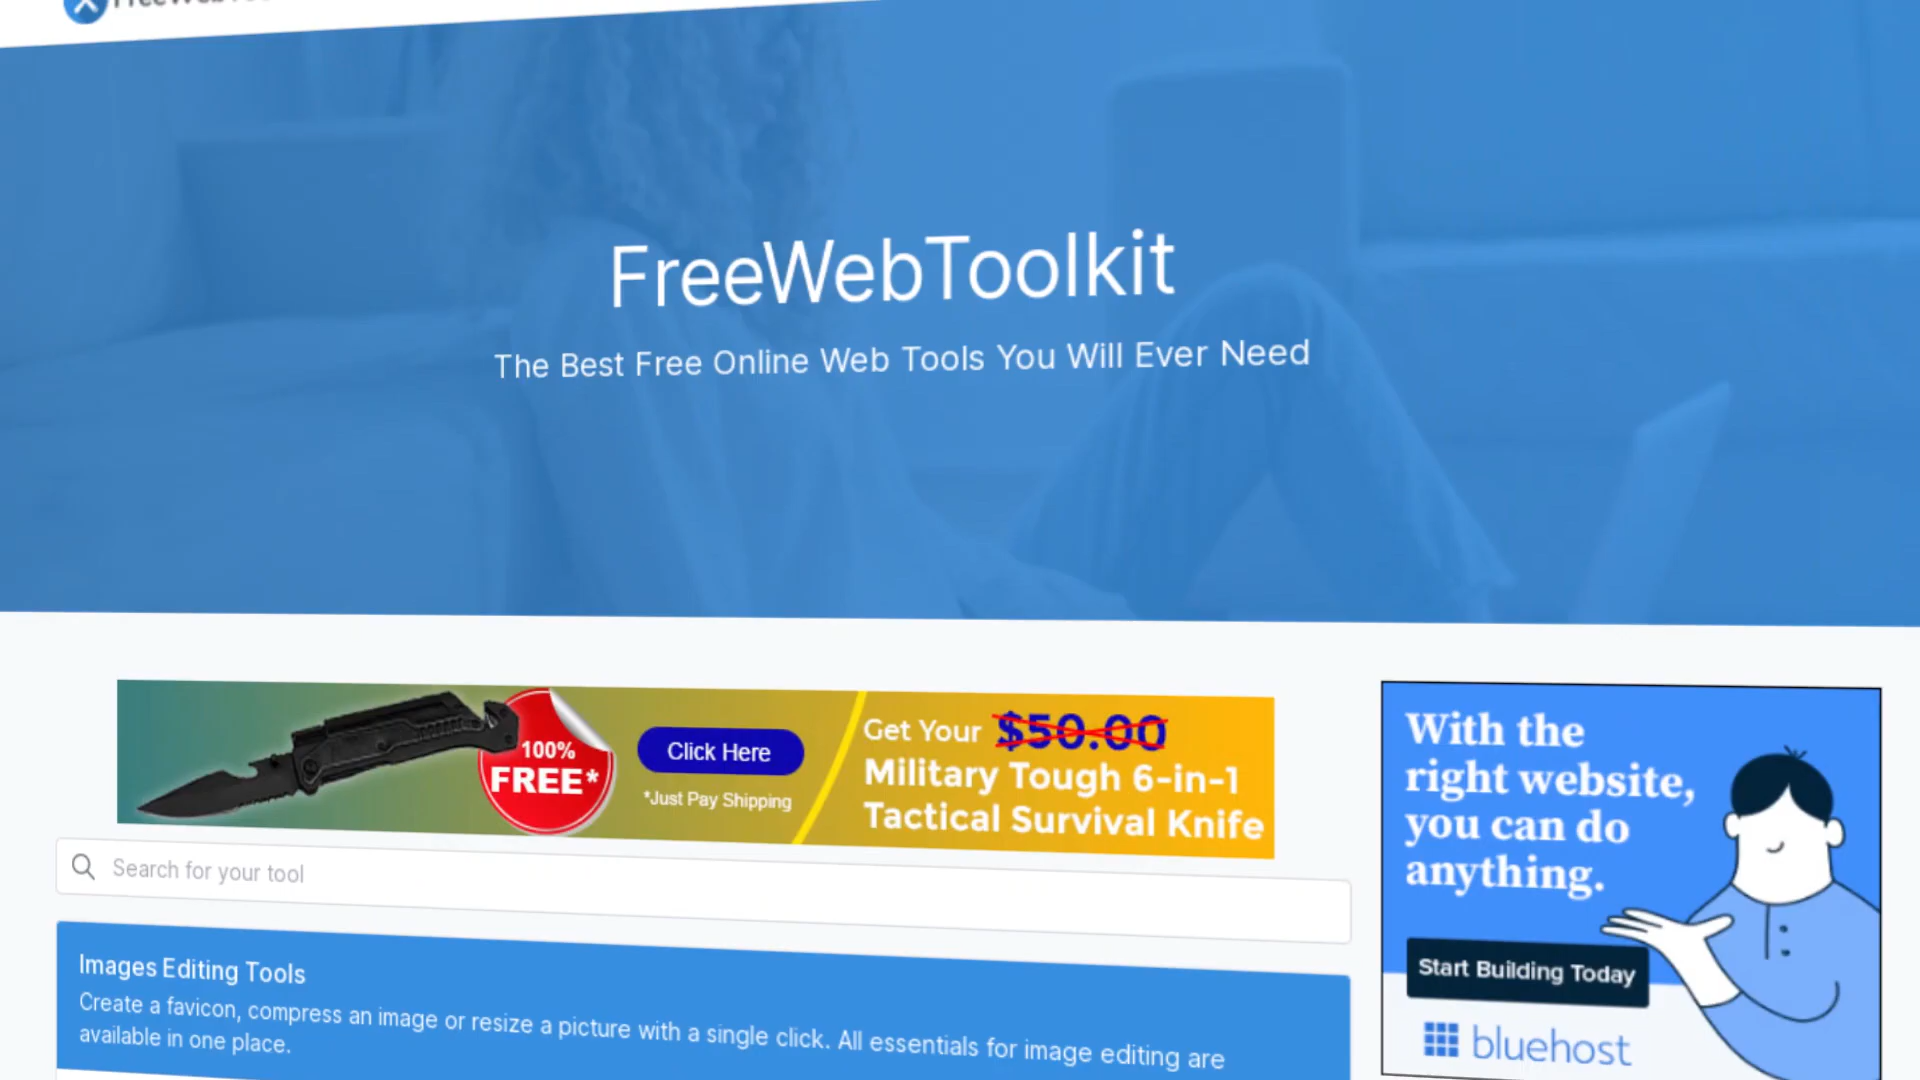 FreeWebToolkit
The Best Free Online Web Tools You Will Ever Need
100%
FREE*
Click Here
*Just Pay Shipping
Get Your $50.00
Military Tough 6-in-1
Tactical Survival Knife
With the
right website,
you can do
anything.
Start Building Today
bluehost
Search for your tool
Images Editing Tools
Create a favicon, compress an image or resize a picture with a single click. All essentials for image editing are
available in one place.